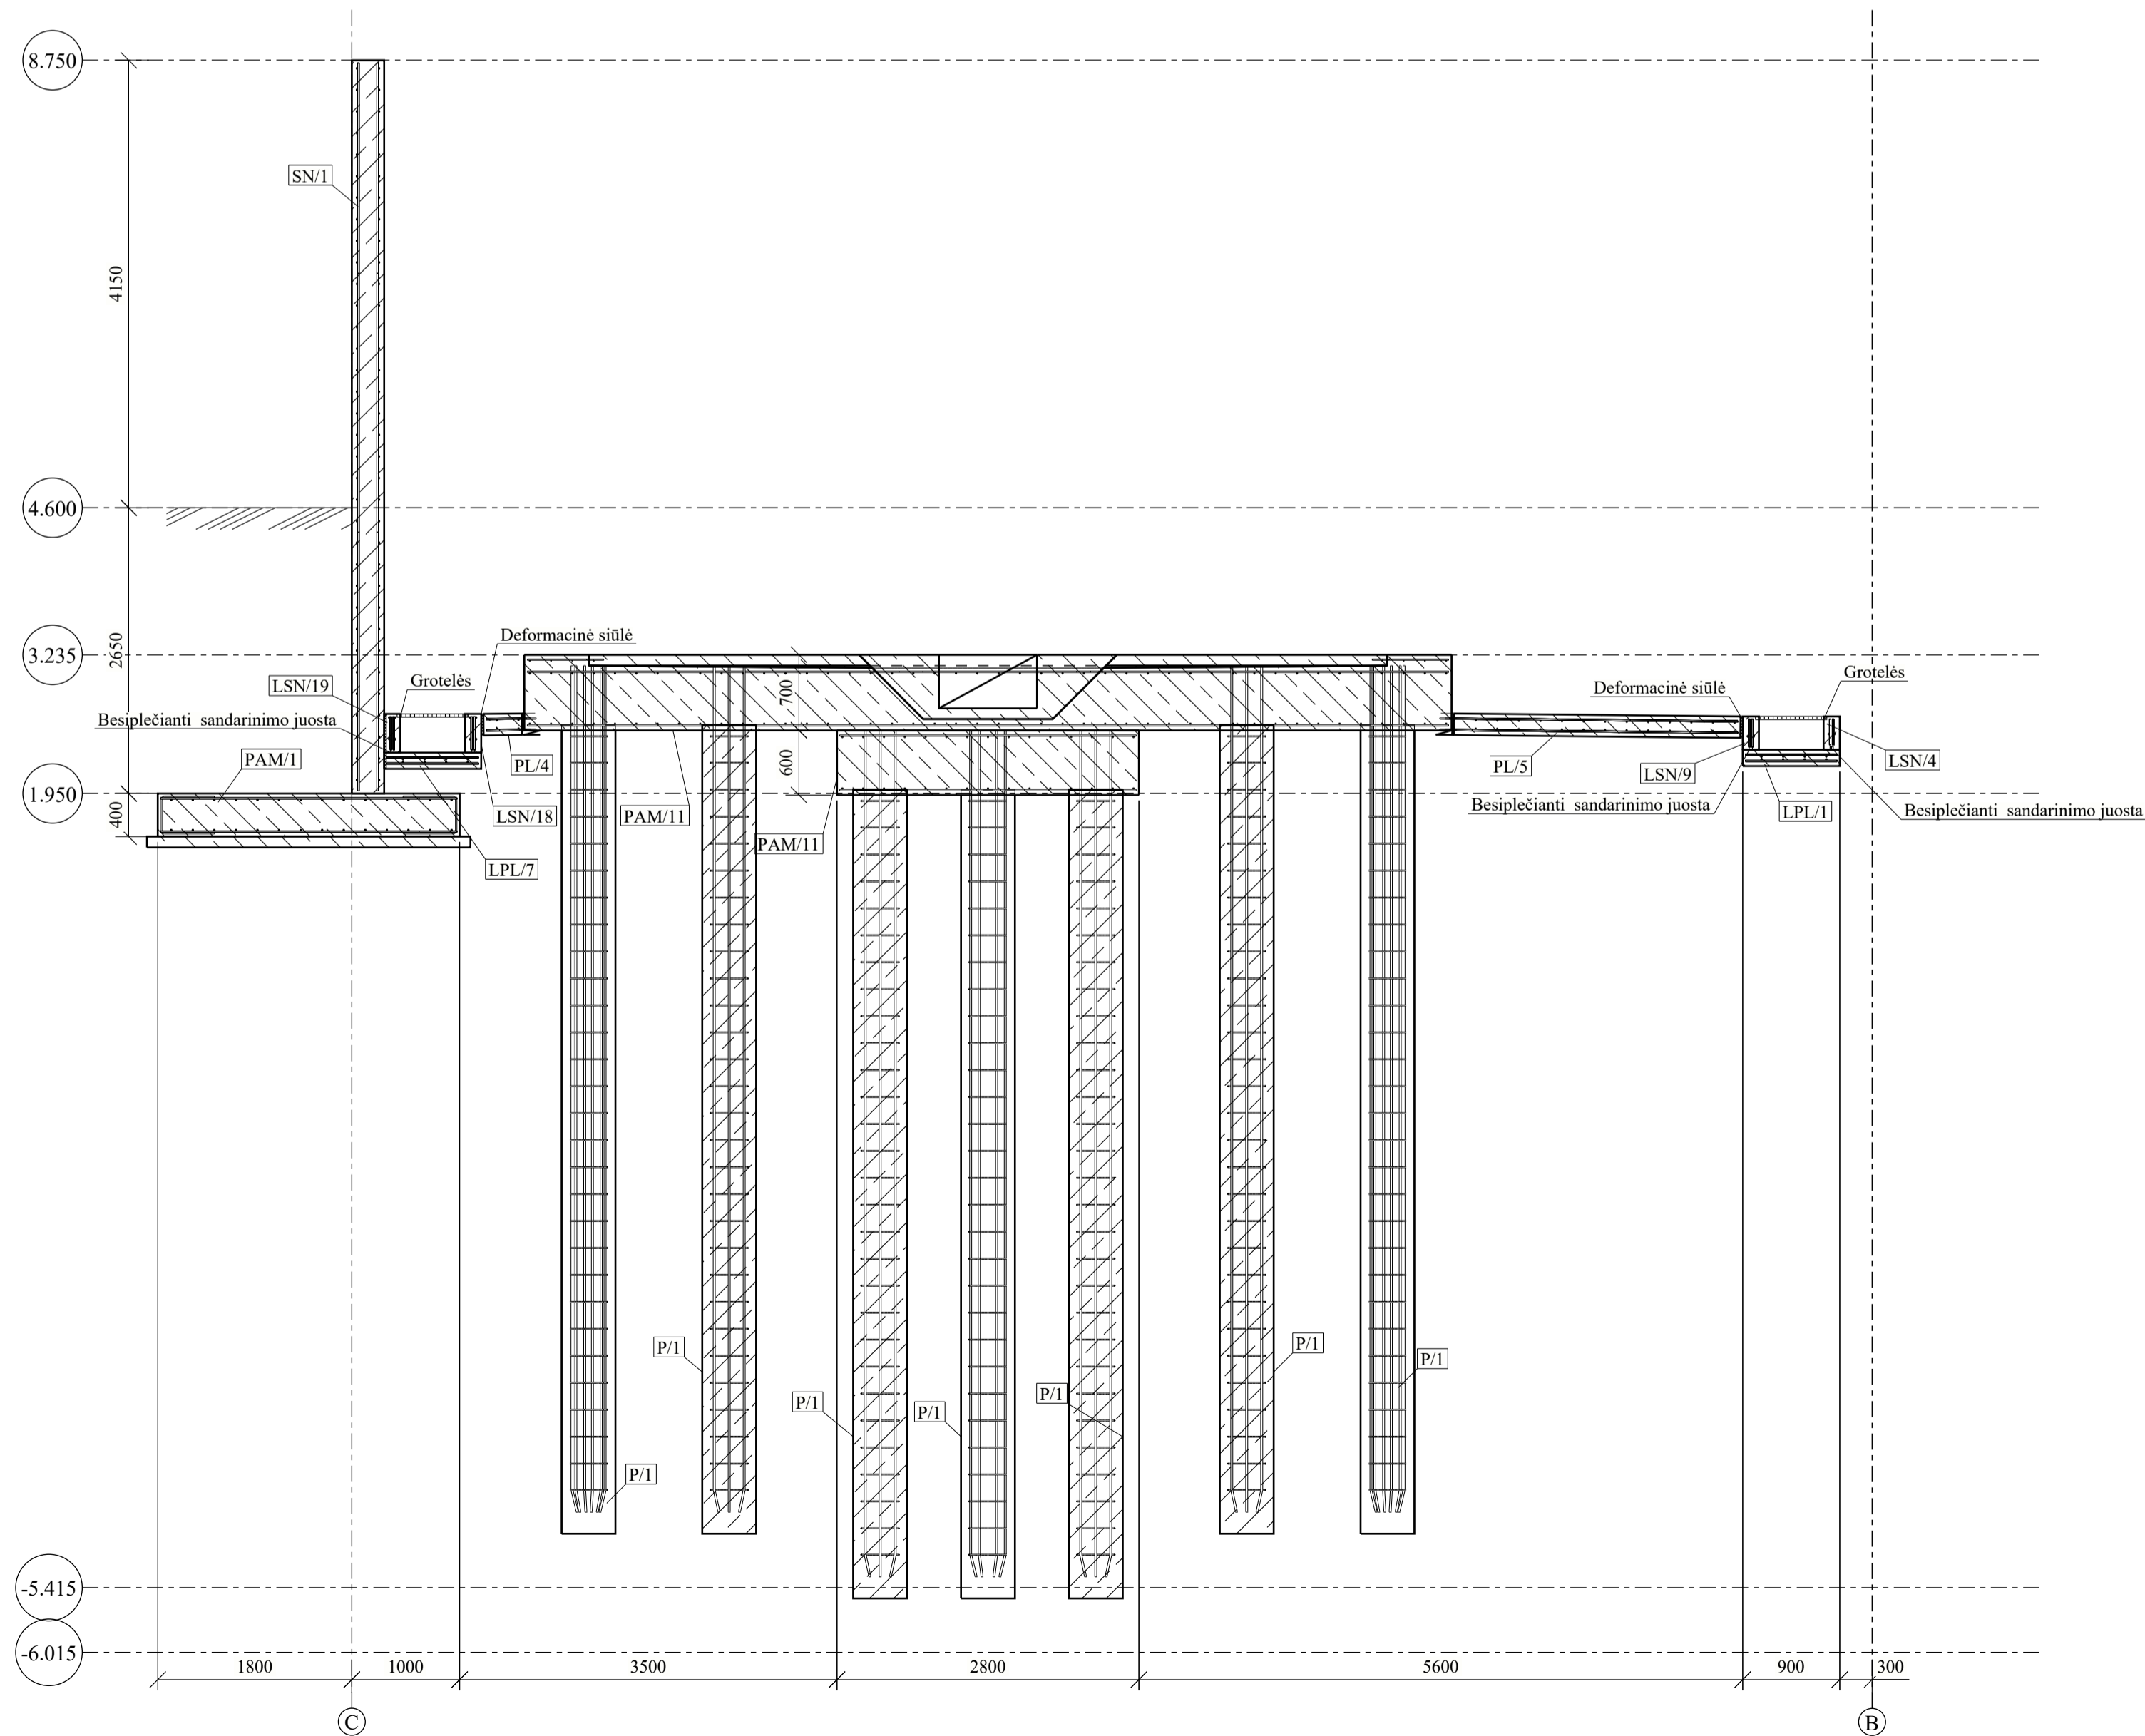 8.750
SN/1
4150
4.600
2650
3.235
Deformacinė siūlė
LSN/19
Grotelės
Besiplečianti sandarinimo juosta
PAM/1
1.950
400
PL/4
LSN/18
LPL/7
700
600
PAM/11
PAM/11
Deformacinė siūlė
Grotelės
PL/5
LSN/9
LSN/4
Besiplečianti sandarinimo juosta
LPL/1
Besiplečianti sandarinimo juosta
P/1
P/1
P/1
P/1
P/1
P/1
P/1
-5.415
-6.015
1800
1000
3500
2800
5600
900
300
C
B